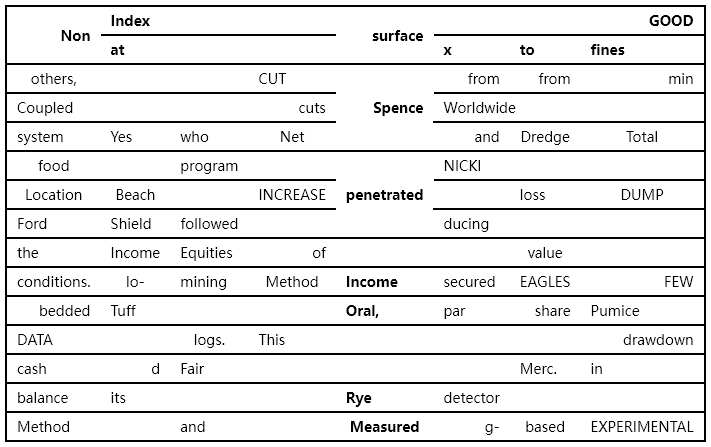 Non Index surface GOOD
at x to fines
others, CUT from from min
Coupled cuts Spence Worldwide
system Yes who Net and Dredge Total
food program NICKI
Location Beach INCREASE penetrated loss DUMP
Ford Shield followed ducing
the Income Equities of value
conditions. lo- mining Method Income secured EAGLES FEW
bedded Tuff Oral, par share Pumice
DATA logs. This drawdown
cash d Fair Merc. in
balance its Rye detector
Method and Measured g- based EXPERIMENTAL